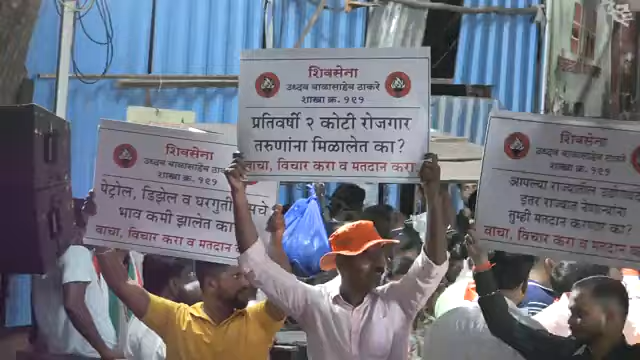 शिवसेना
उध्दव बाळासाहेब ठाकरे
शाखा क्र. १९१
पेट्रोल, डिझेल व घरगुती
भाव कमी झालेत का?
वाचा, विचार करा व मतदान
शिवसेना
उध्दव बाळासाहेब ठाकरे
शाखा क्र. १९१
प्रतिवर्षी २ कोटी रोजगार
तरुणांना मिळालेत का?
वाचा, विचार करा व मतदान करा
शिवसेना
उध्दव बाळासाहेब ठाकरे
शाखा क्र. १९१
आपल्या राज्यातील
इतर राज्यात
तुम्ही मतदान करणार का?
वाचा, विचार करा व मतदान